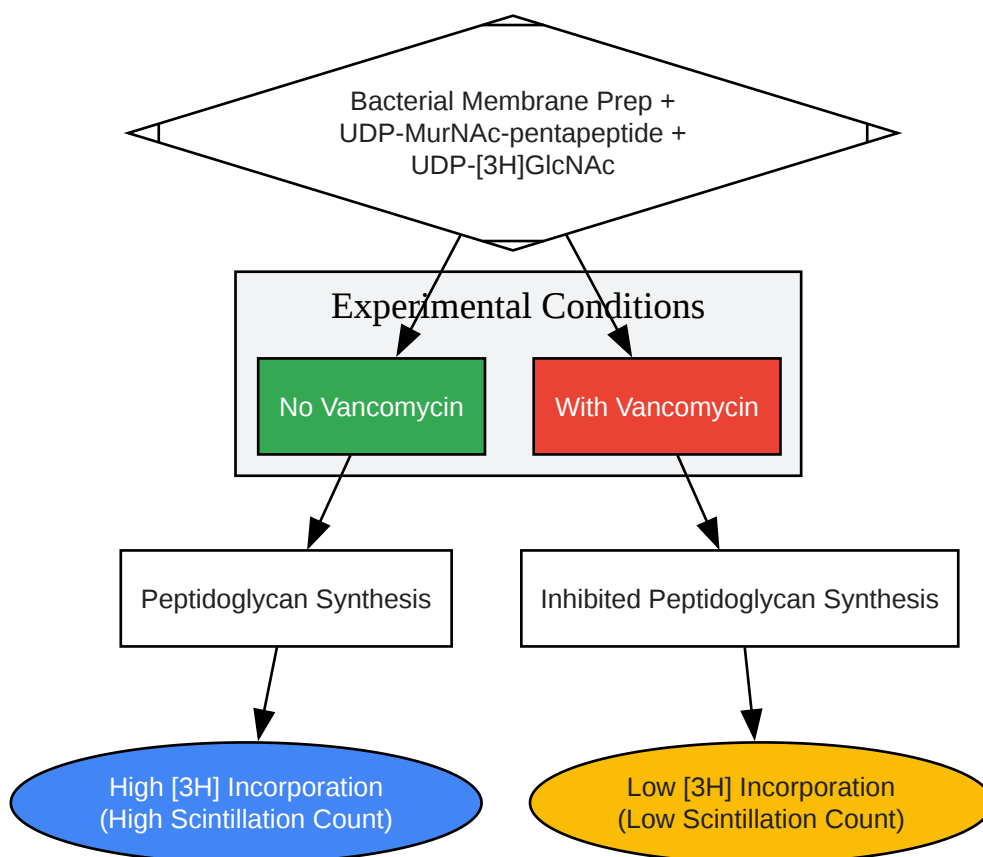 Bacterial Membrane Prep +
UDP-MurNAc-pentapeptide +
UDP-[3H]GlcNAc
Experimental Conditions
No Vancomycin
With Vancomycin
Peptidoglycan Synthesis
Inhibited Peptidoglycan Synthesis
High [3H] Incorporation
(High Scintillation Count)
Low [3H] Incorporation
(Low Scintillation Count)